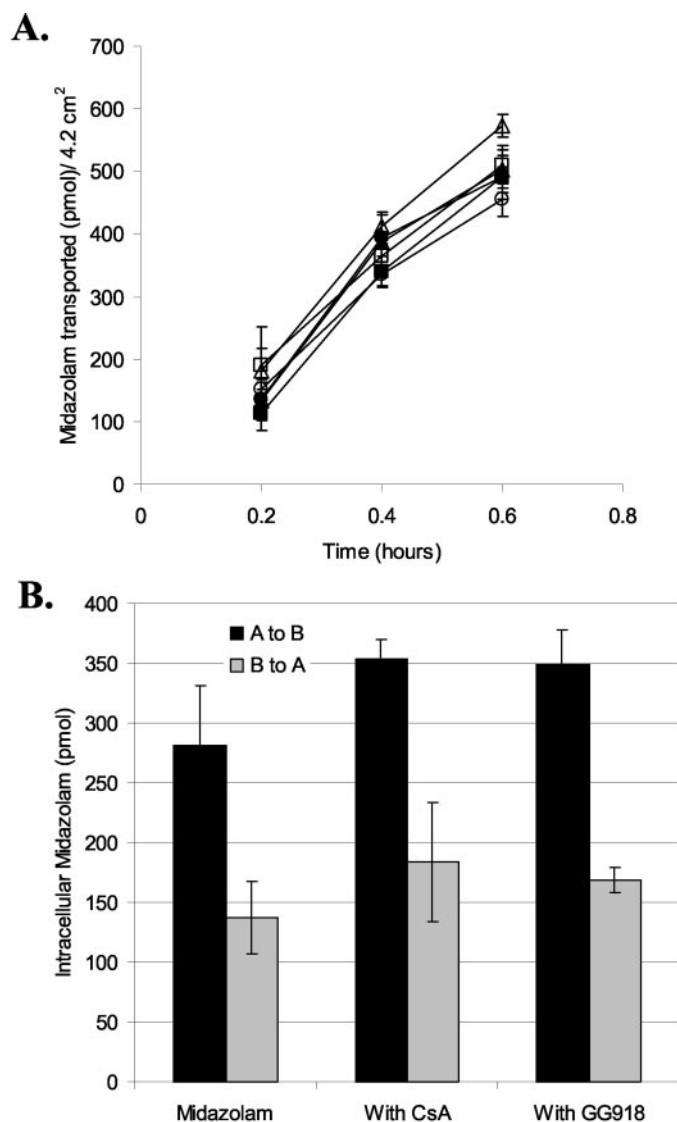 A.
Midazolam transported (pmol)/ 4.2 cm²
700
600
500
400
300
200
100
0
0 0.2 0.4 0.6 0.8
Time (hours)
B.
Intracellular Midazolam (pmol)
400
350
300
250
200
150
100
50
0
A to B
B to A
Midazolam With CsA With GG918